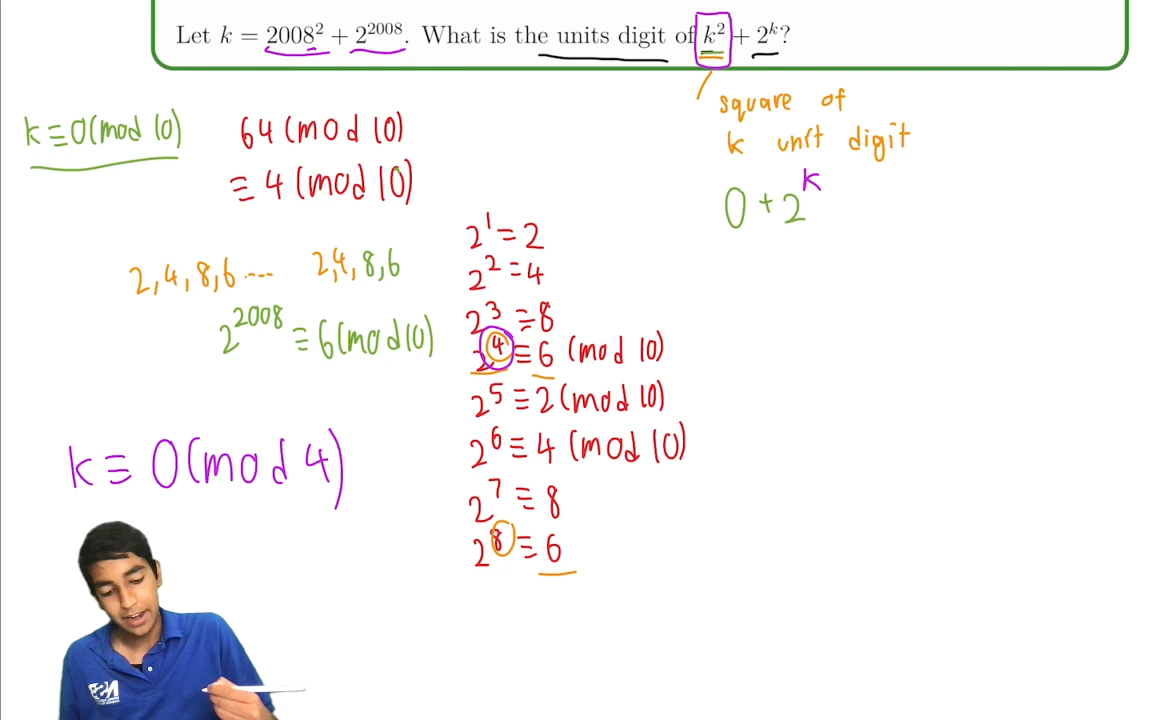 Let k = 2008² + 2²⁰⁰⁸. What is the units digit of k² + 2ᵏ?
k ≡ 0 (mod 10)
64 (mod 10)
≡ 4 (mod 10)
square of
k unit digit
0 + 2ᵏ
2, 4, 8, 6 ....
2, 4, 8, 6
2²⁰⁰⁸ ≡ 6 (mod 10)
2¹ = 2
2² = 4
2³ ≡ 8
2⁴ ≡ 6 (mod 10)
2⁵ ≡ 2 (mod 10)
2⁶ ≡ 4 (mod 10)
2⁷ ≡ 8
2⁸ ≡ 6
k ≡ 0 (mod 4)